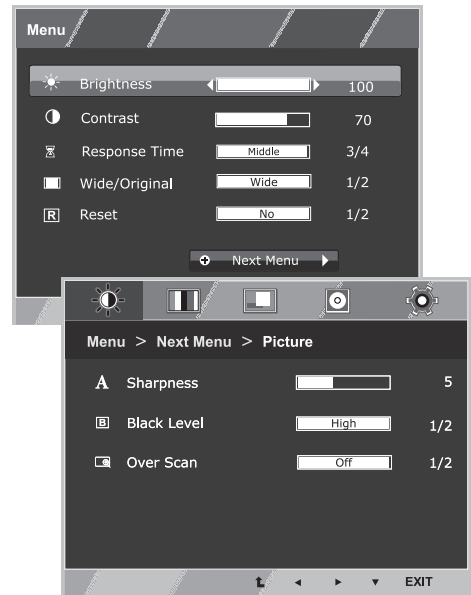 Menu
Brightness 100
Contrast 70
Response Time Middle 3/4
Wide/Original Wide 1/2
R Reset No 1/2
Next Menu
Menu > Next Menu > Picture
A Sharpness 5
B Black Level High 1/2
Over Scan Off 1/2
EXIT